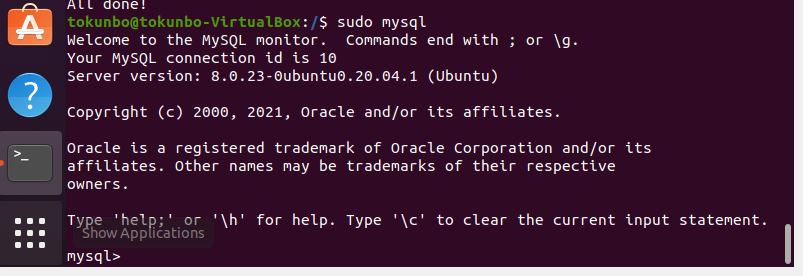 All done!
tokunbo@tokunbo-VirtualBox:/$ sudo mysql
Welcome to the MySQL monitor.  Commands end with ; or \g.
Your MySQL connection id is 10
Server version: 8.0.23-0ubuntu0.20.04.1 (Ubuntu)
Copyright (c) 2000, 2021, Oracle and/or its affiliates.
Oracle is a registered trademark of Oracle Corporation and/or its
affiliates. Other names may be trademarks of their respective
owners.
Type 'help;' or '\h' for help. Type '\c' to clear the current input statement.
Show Applications
mysql>